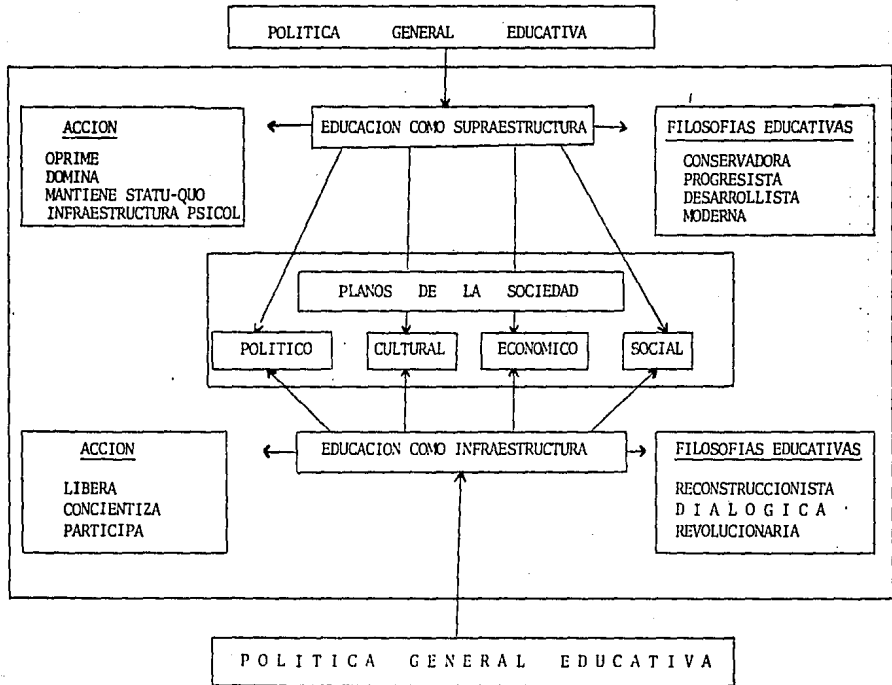 POLITICA GENERAL EDUCATIVA
ACCION
OPRIME
DOMINA
MANTIENE STATU-QUO
INFRAESTRUCTURA PSICOL
EDUCACION COMO SUPRAESTRUCTURA
FILOSOFIAS EDUCATIVAS
CONSERVADORA
PROGRESISTA
DESARROLLISTA
MODERNA
PLANOS DE LA SOCIEDAD
POLITICO CULTURAL ECONOMICO SOCIAL
ACCION
LIBERA
CONCIENTIZA
PARTICIPA
EDUCACION COMO INFRAESTRUCTURA
FILOSOFIAS EDUCATIVAS
RECONSTRUCCIONISTA
D I A L O G I C A
REVOLUCIONARIA
P O L I T I C A G E N E R A L E D U C A T I V A